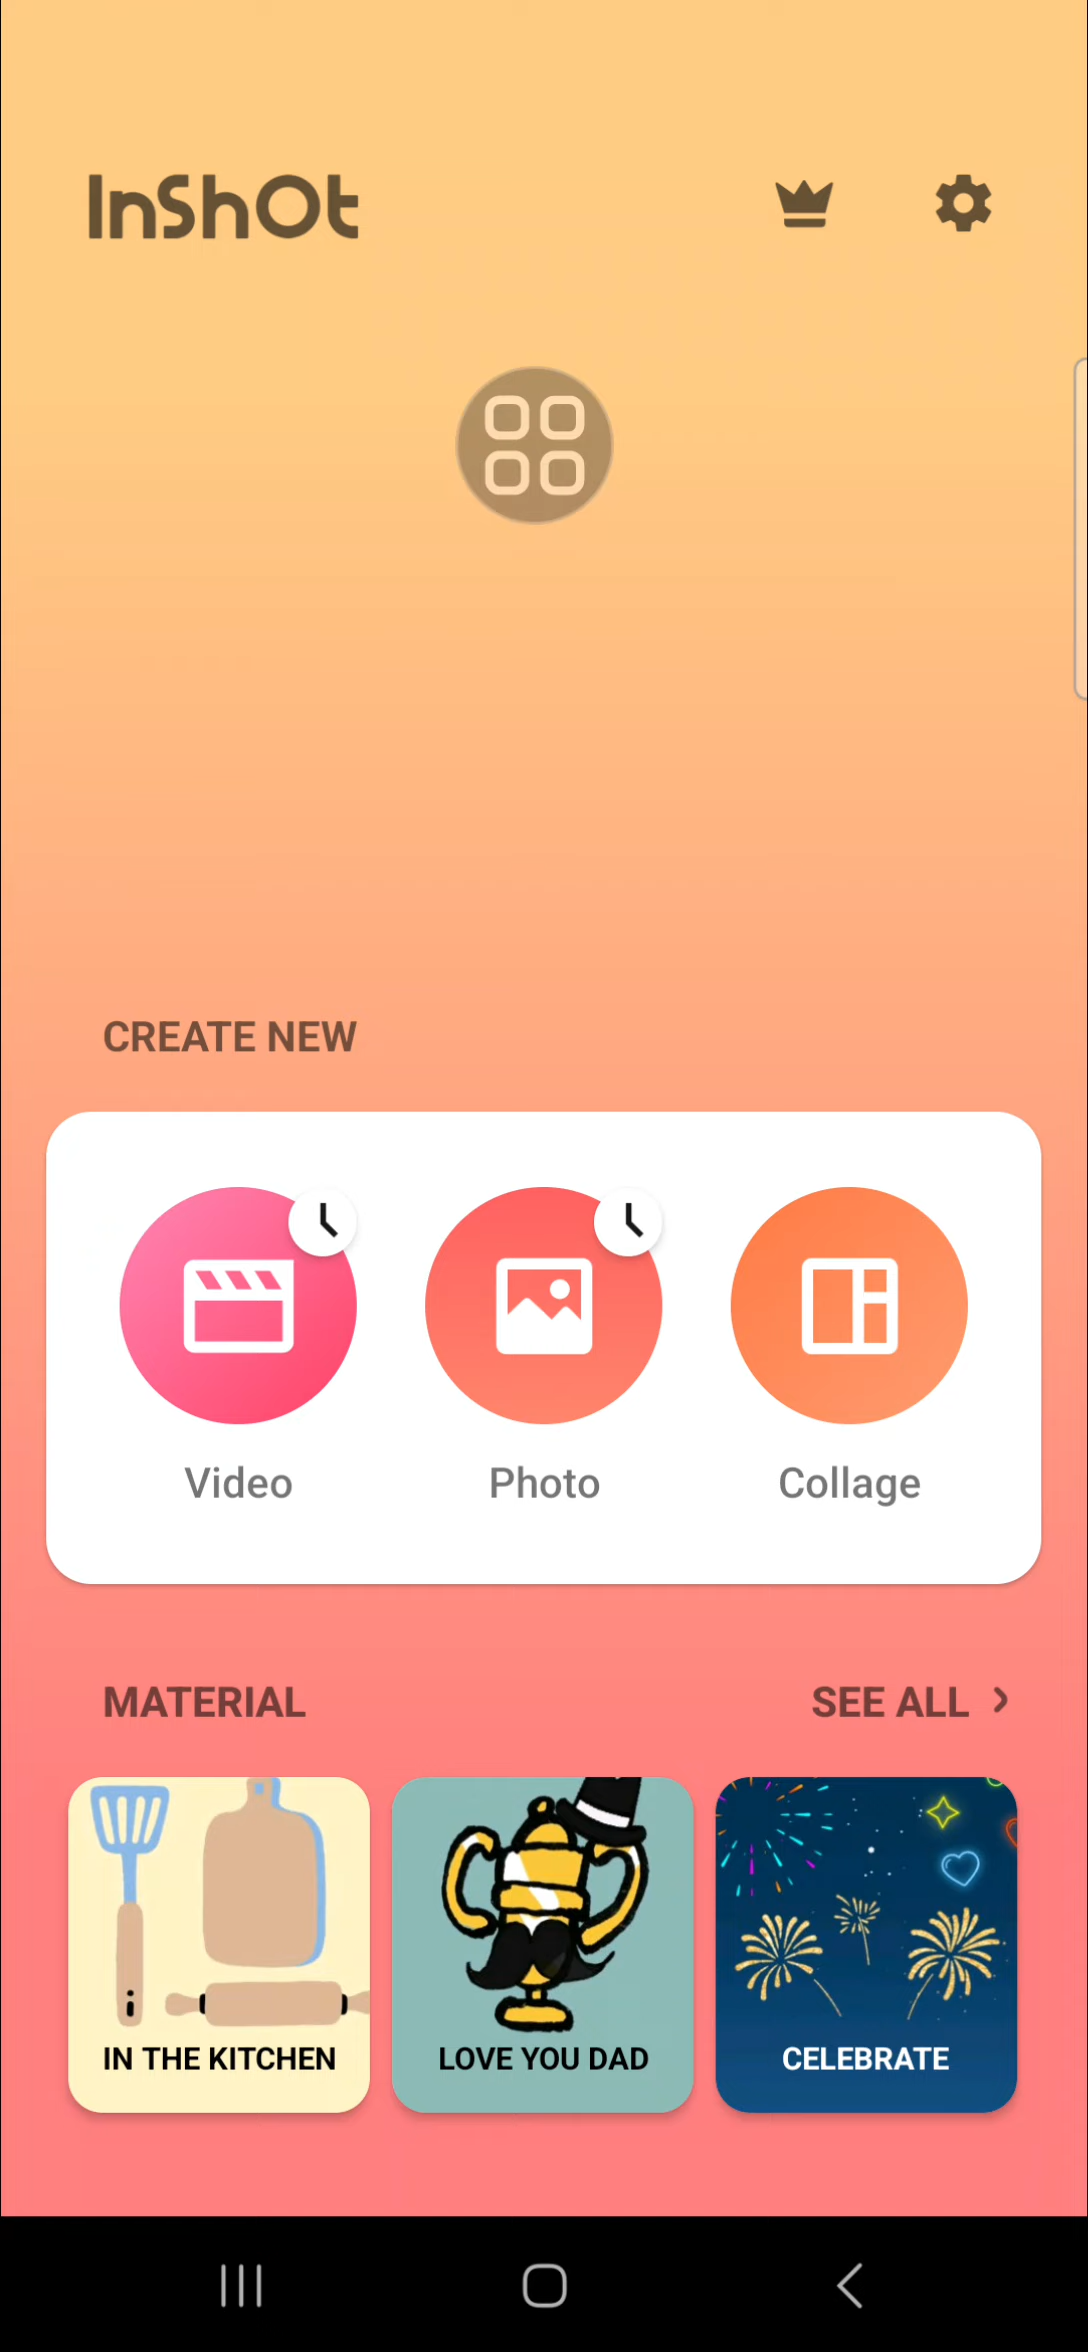 InShOt
CREATE NEW
Video
Photo
Collage
MATERIAL
SEE ALL
IN THE KITCHEN
LOVE YOU DAD
CELEBRATE